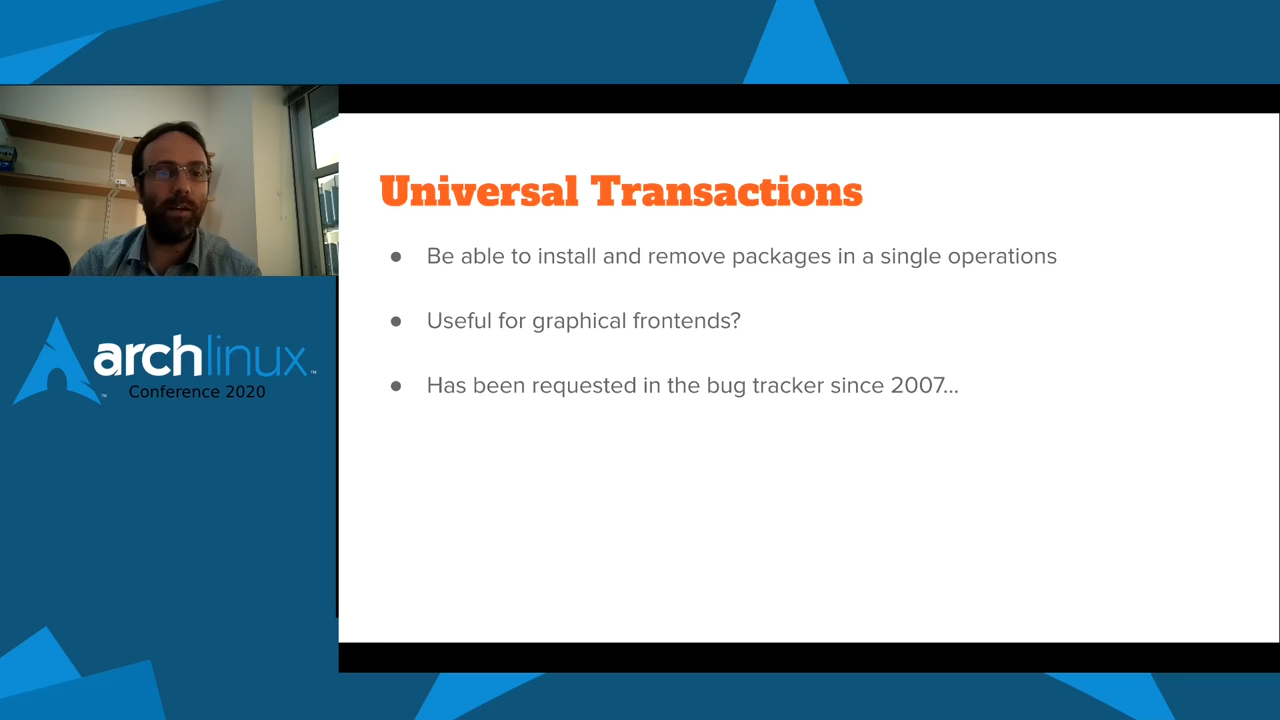 Universal Transactions
● Be able to install and remove packages in a single operations
● Useful for graphical frontends?
● Has been requested in the bug tracker since 2007...
archlinux™
Conference 2020